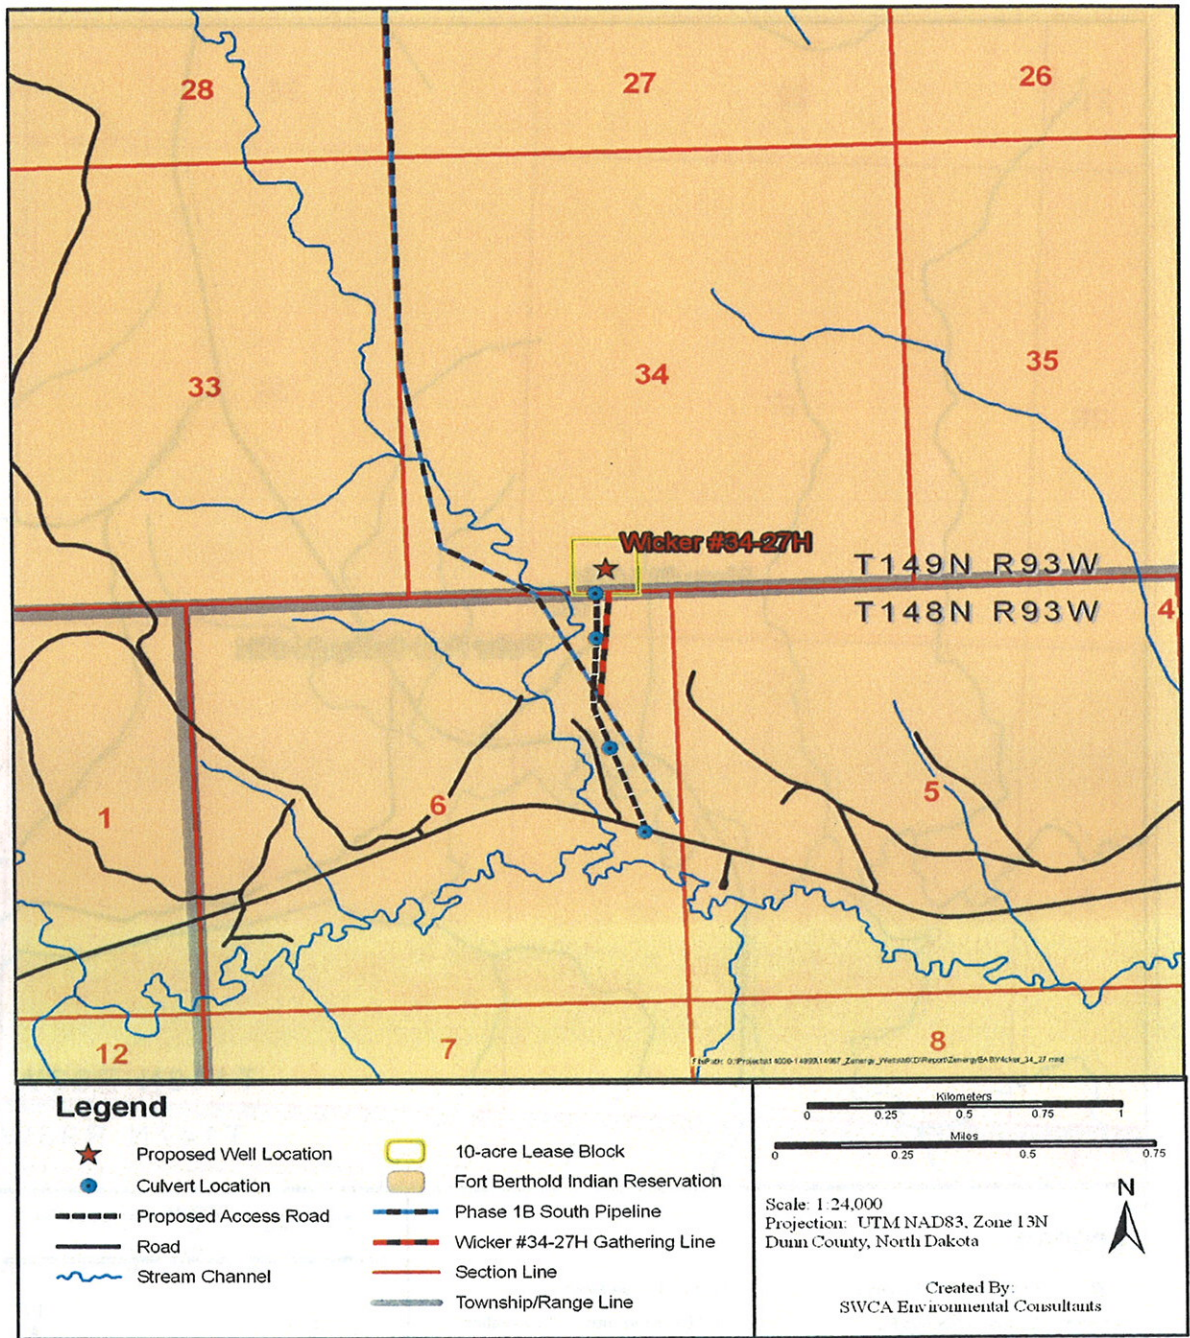 28
27
26
33
34
35
Wicker #34-27H
T149N R93W
T148N R93W
4
1
6
5
12
7
8
Legend
Proposed Well Location
Culvert Location
Proposed Access Road
Road
Stream Channel
10-acre Lease Block
Fort Berthold Indian Reservation
Phase 1B South Pipeline
Wicker #34-27H Gathering Line
Section Line
Township/Range Line
Kilometers
0 0.25 0.5 0.75 1
Miles
0 0.25 0.5 0.75
N
Scale: 1:24,000
Projection: UTM NAD83, Zone 13N
Dunn County, North Dakota
Created By:
SWCA Environmental Consultants